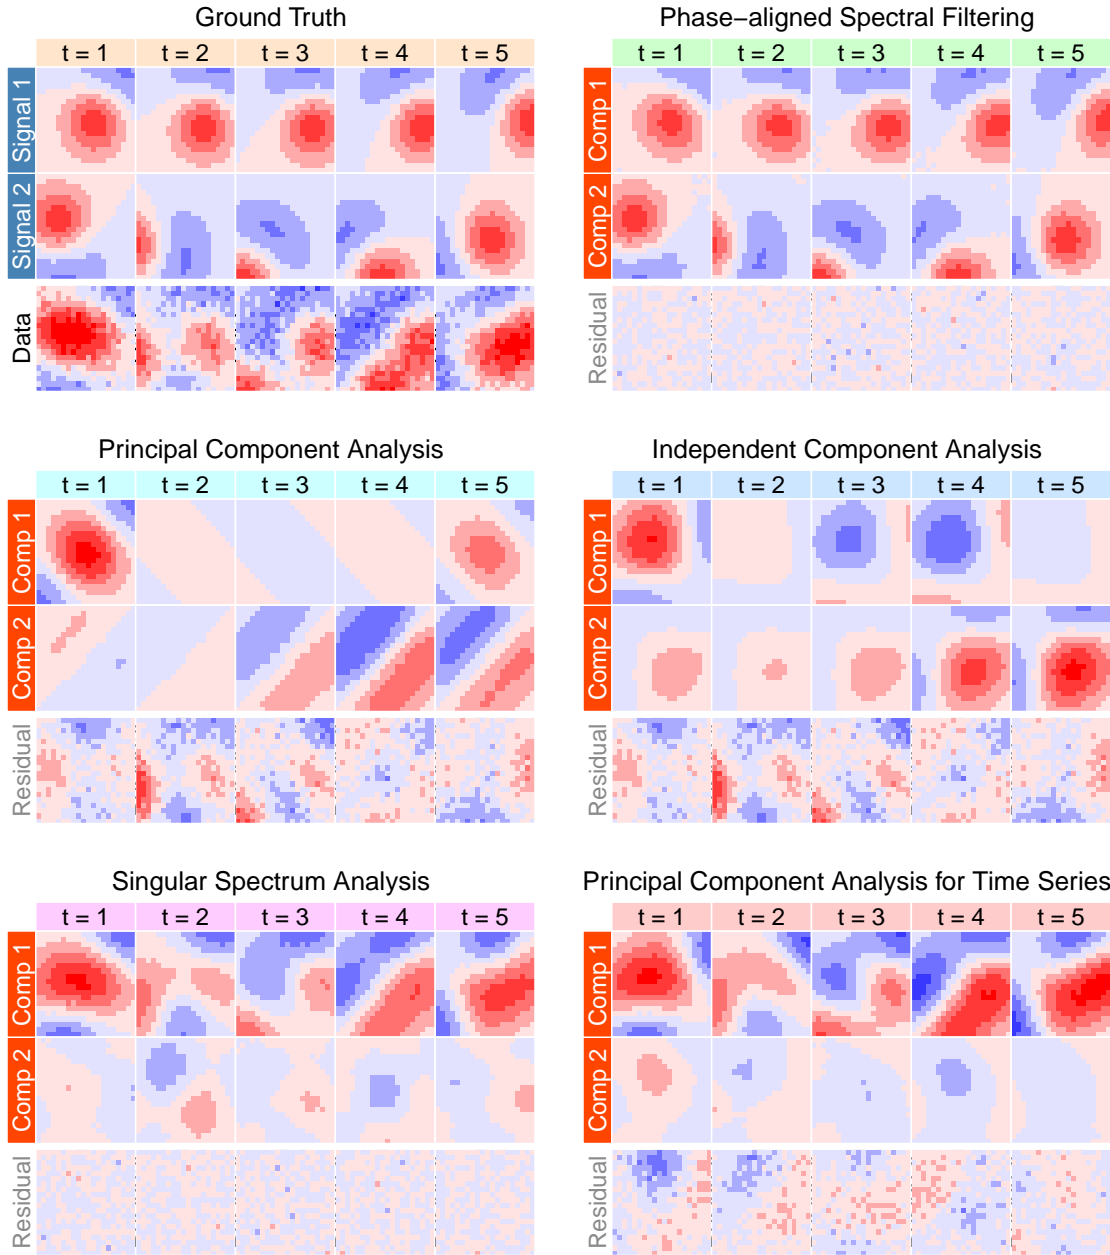 Ground Truth
t = 1 t = 2 t = 3 t = 4 t = 5
Signal 1
Signal 2
Data
Phase−aligned Spectral Filtering
t = 1 t = 2 t = 3 t = 4 t = 5
Comp 1
Comp 2
Residual
Principal Component Analysis
t = 1 t = 2 t = 3 t = 4 t = 5
Comp 1
Comp 2
Residual
Independent Component Analysis
t = 1 t = 2 t = 3 t = 4 t = 5
Comp 1
Comp 2
Residual
Singular Spectrum Analysis
t = 1 t = 2 t = 3 t = 4 t = 5
Comp 1
Comp 2
Residual
Principal Component Analysis for Time Series
t = 1 t = 2 t = 3 t = 4 t = 5
Comp 1
Comp 2
Residual